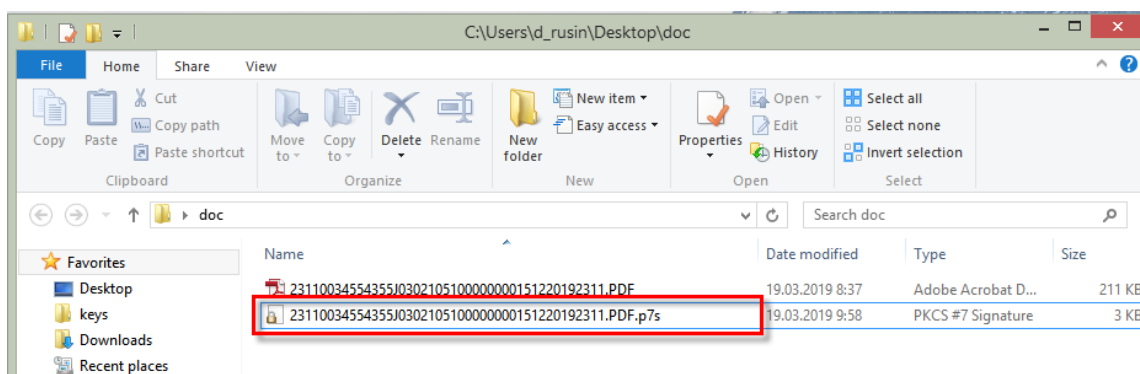 C:\Users\d_rusin\Desktop\doc
File Home Share View
Copy
Paste
Cut
Copy path
Paste shortcut
Clipboard
Move to
Copy to
Delete
Rename
Organize
New folder
New item
Easy access
New
Properties
Open
Edit
History
Open
Select all
Select none
Invert selection
Select
doc
Search doc
Favorites
Desktop
keys
Downloads
Recent places
Name Date modified Type Size
23110034554355J0302105100000000151220192311.PDF 19.03.2019 8:37 Adobe Acrobat D... 211 KB
23110034554355J0302105100000000151220192311.PDF.p7s 19.03.2019 9:58 PKCS #7 Signature 3 KB